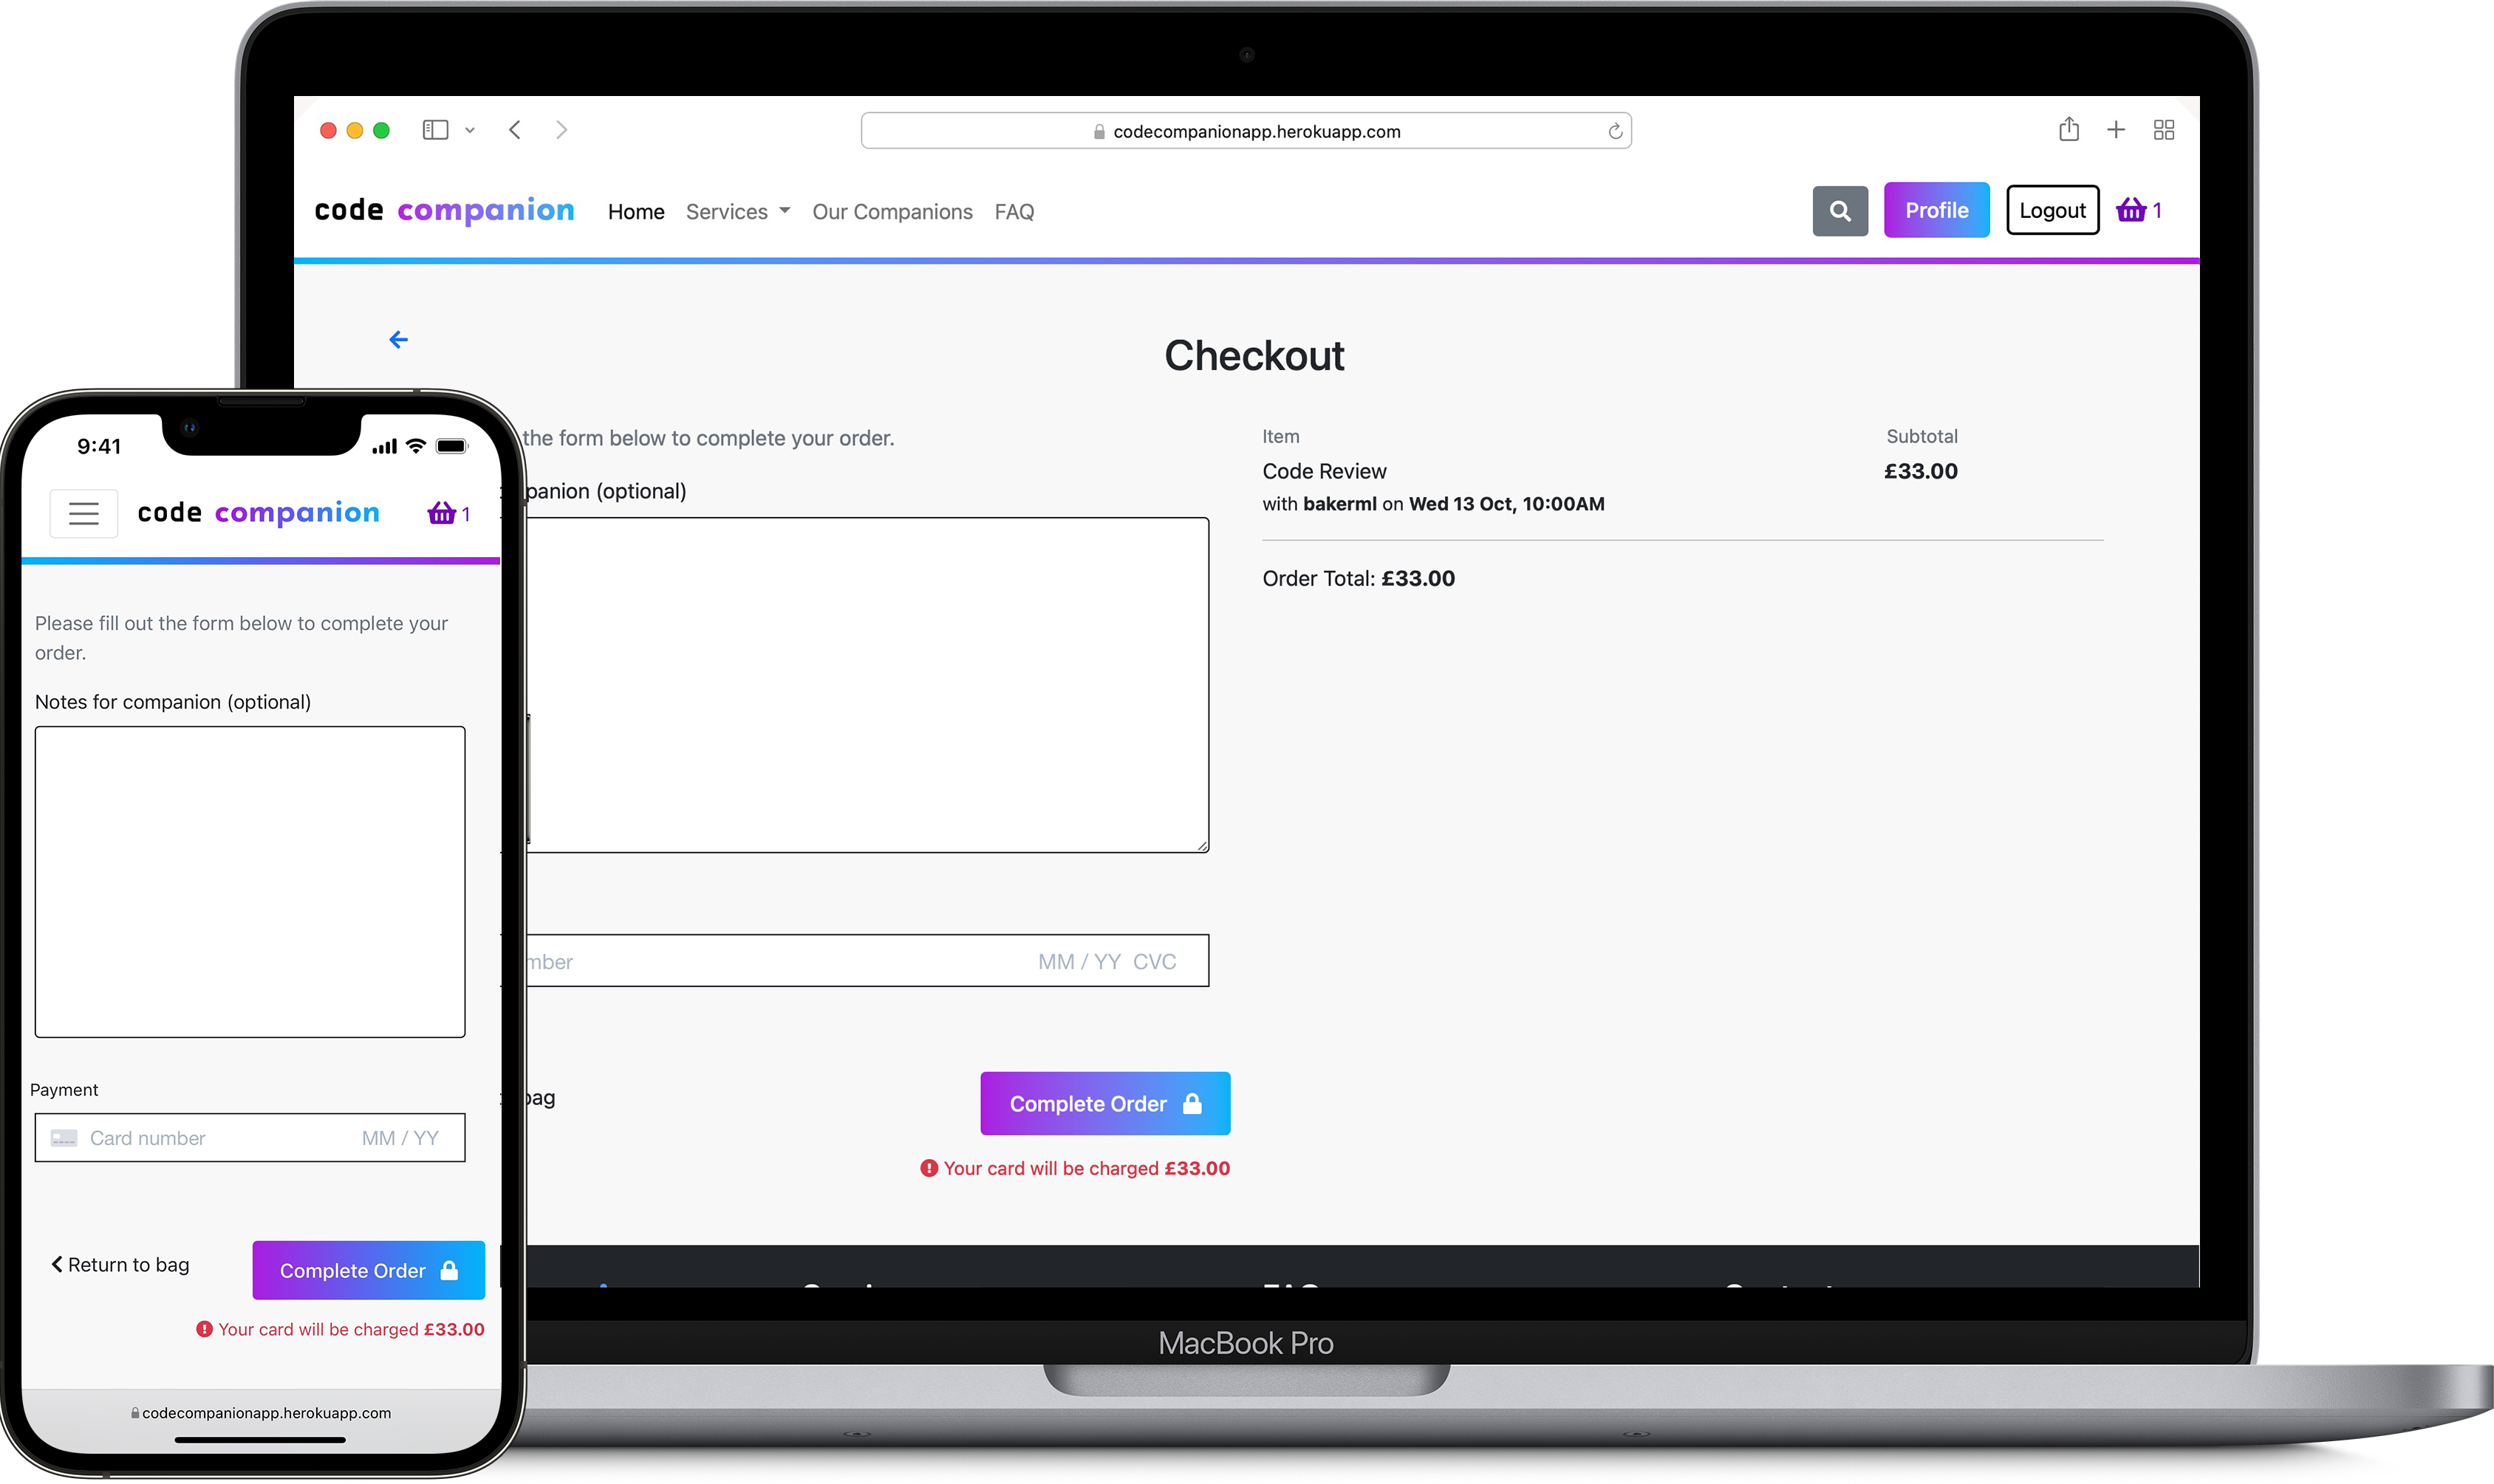 codecompanionapp.herokuapp.com
code companion Home Services Our Companions FAQ Profile Logout 1
Checkout
the form below to complete your order.
panion (optional)
MM / YY CVC
bag
Complete Order
Your card will be charged £33.00
Item Subtotal
Code Review £33.00
with bakerml on Wed 13 Oct, 10:00AM
Order Total: £33.00
MacBook Pro
9:41
code companion 1
Please fill out the form below to complete your
order.
Notes for companion (optional)
Payment
Card number MM / YY
Return to bag Complete Order
Your card will be charged £33.00
codecompanionapp.herokuapp.com